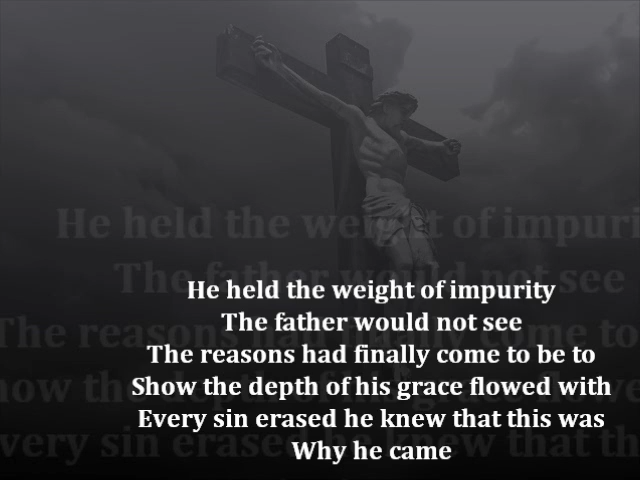 He held the weight of impurity
The father would not see
The reasons had finally come to be to
Show the depth of his grace flowed with
Every sin erased he knew that this was
Why he came